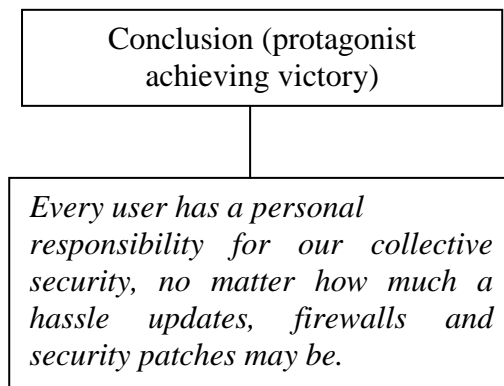 Conclusion (protagonist
achieving victory)
Every user has a personal
responsibility for our collective
security, no matter how much a
hassle updates, firewalls and
security patches may be.